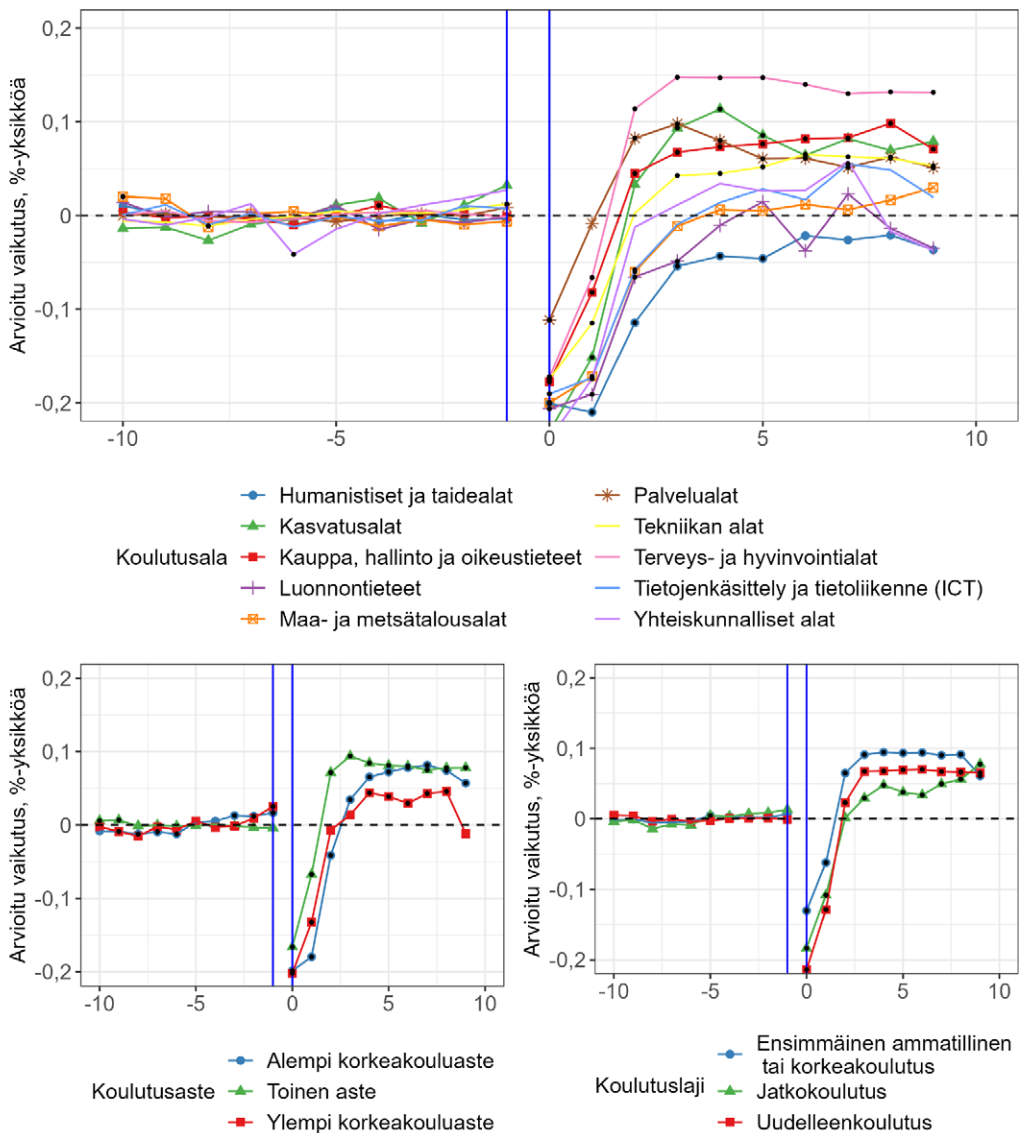 0,2
0,1
0
-0,1
-0,2
Arvioitu vaikutus, %-yksikköä
-10
-5
0
5
10
Koulutusala
Humanistiset ja taidealat
Kasvatusalat
Kauppa, hallinto ja oikeustieteet
Luonnontieteet
Maa- ja metsätalousalat
Palvelualat
Tekniikan alat
Terveys- ja hyvinvointialat
Tietojenkäsittely ja tietoliikenne (ICT)
Yhteiskunnalliset alat
0,2
0,1
0
-0,1
-0,2
Arvioitu vaikutus, %-yksikköä
-10
-5
0
5
10
Koulutusaste
Alempi korkeakouluaste
Toinen aste
Ylempi korkeakouluaste
0,2
0,1
0
-0,1
-0,2
Arvioitu vaikutus, %-yksikköä
-10
-5
0
5
10
Koulutuslaji
Ensimmäinen ammatillinen
tai korkeakoulutus
Jatkokoulutus
Uudelleenkoulutus